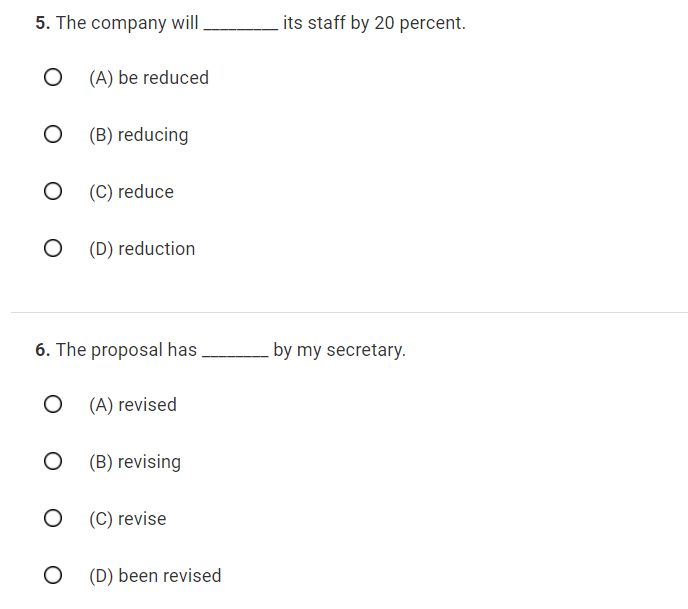 5. The company will _________ its staff by 20 percent.
(A) be reduced
(B) reducing
(C) reduce
(D) reduction
6. The proposal has ________ by my secretary.
(A) revised
(B) revising
(C) revise
(D) been revised